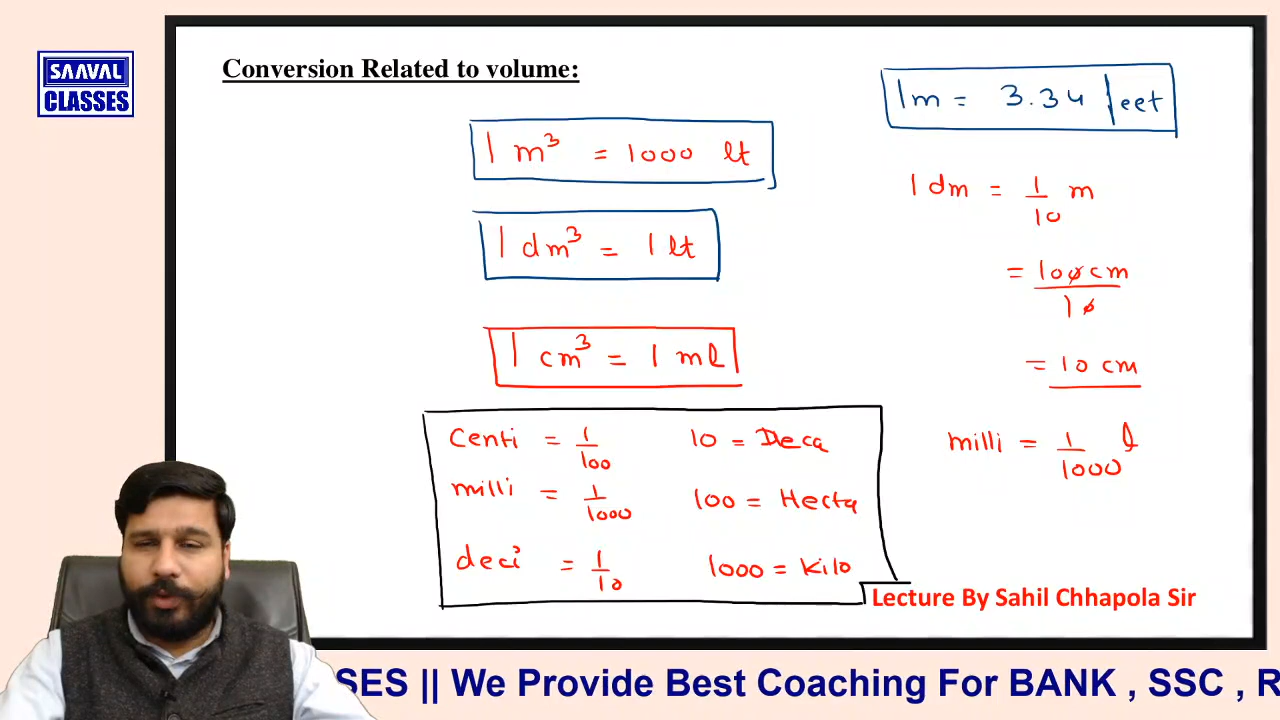 SAAVAL
CLASSES
Conversion Related to volume:
1 m³ = 1000 lt
1 dm³ = 1 lt
1 cm³ = 1 ml
Centi = 1/100 10 = Deca
milli = 1/1000 100 = Hecta
deci = 1/10 1000 = Kilo
1m = 3.34 feet
1 dm = 1/10 m
= 100 cm/10
= 10 cm
milli = 1/1000 l
Lecture By Sahil Chhapola Sir
SES || We Provide Best Coaching For BANK , SSC , R